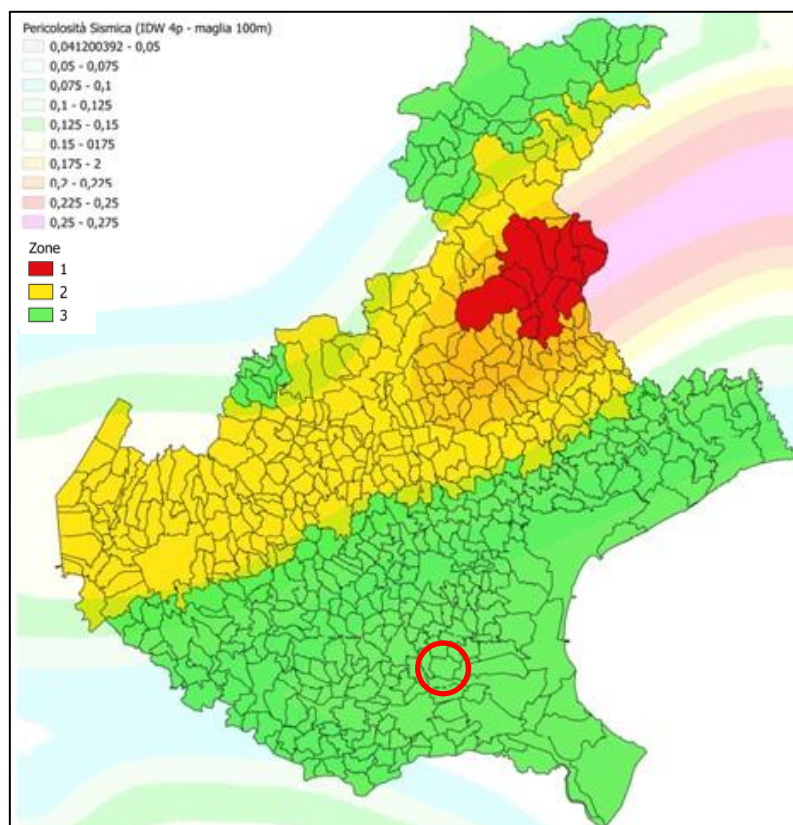 Pericolosità Sismica (IDW 4p - maglia 100m)
0,041200392 - 0,05
0,05 - 0,075
0,075 - 0,1
0,1 - 0,125
0,125 - 0,15
0.15 - 0175
0,175 - 2
0,2 - 0,225
0,225 - 0,25
0,25 - 0,275
Zone
1
2
3